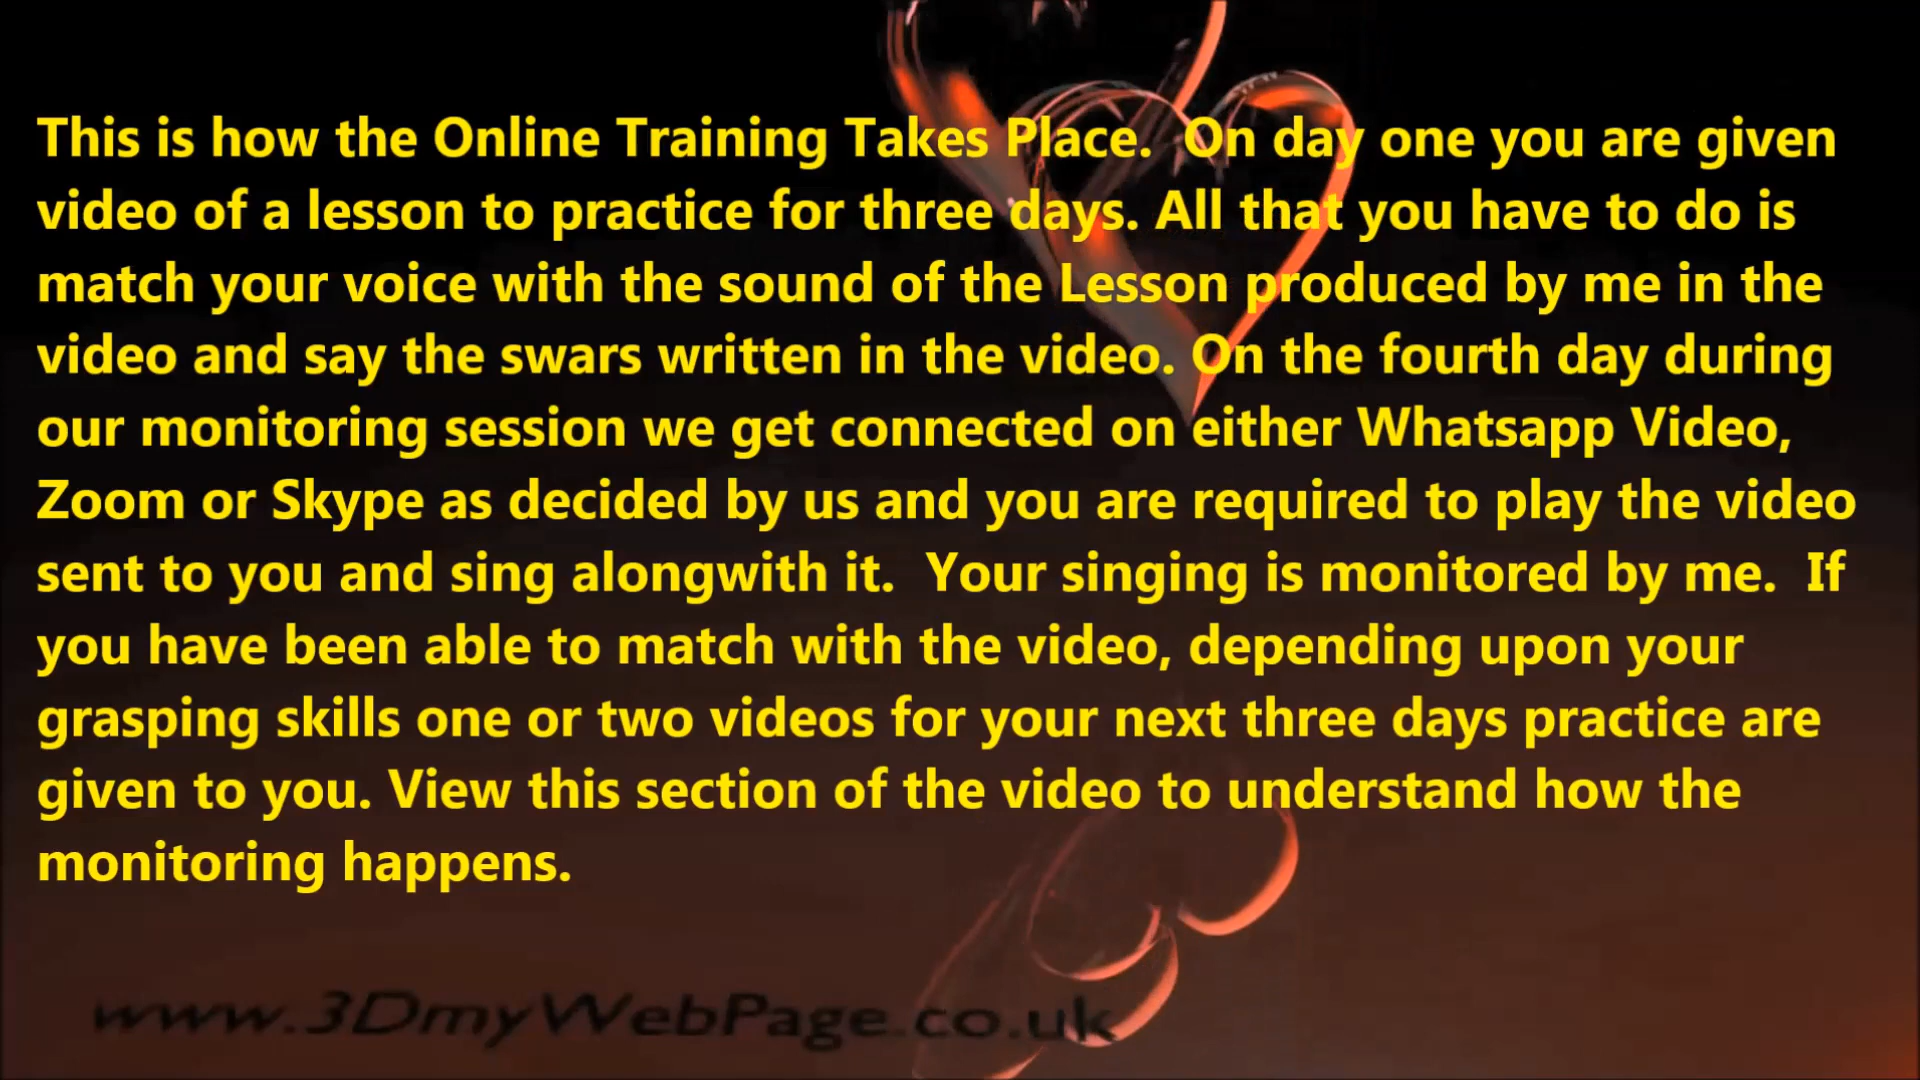 This is how the Online Training Takes Place.  On day one you are given
video of a lesson to practice for three days. All that you have to do is
match your voice with the sound of the Lesson produced by me in the
video and say the swars written in the video. On the fourth day during
our monitoring session we get connected on either Whatsapp Video,
Zoom or Skype as decided by us and you are required to play the video
sent to you and sing alongwith it.  Your singing is monitored by me.  If
you have been able to match with the video, depending upon your
grasping skills one or two videos for your next three days practice are
given to you. View this section of the video to understand how the
monitoring happens.
www.3DmyWebPage.co.uk